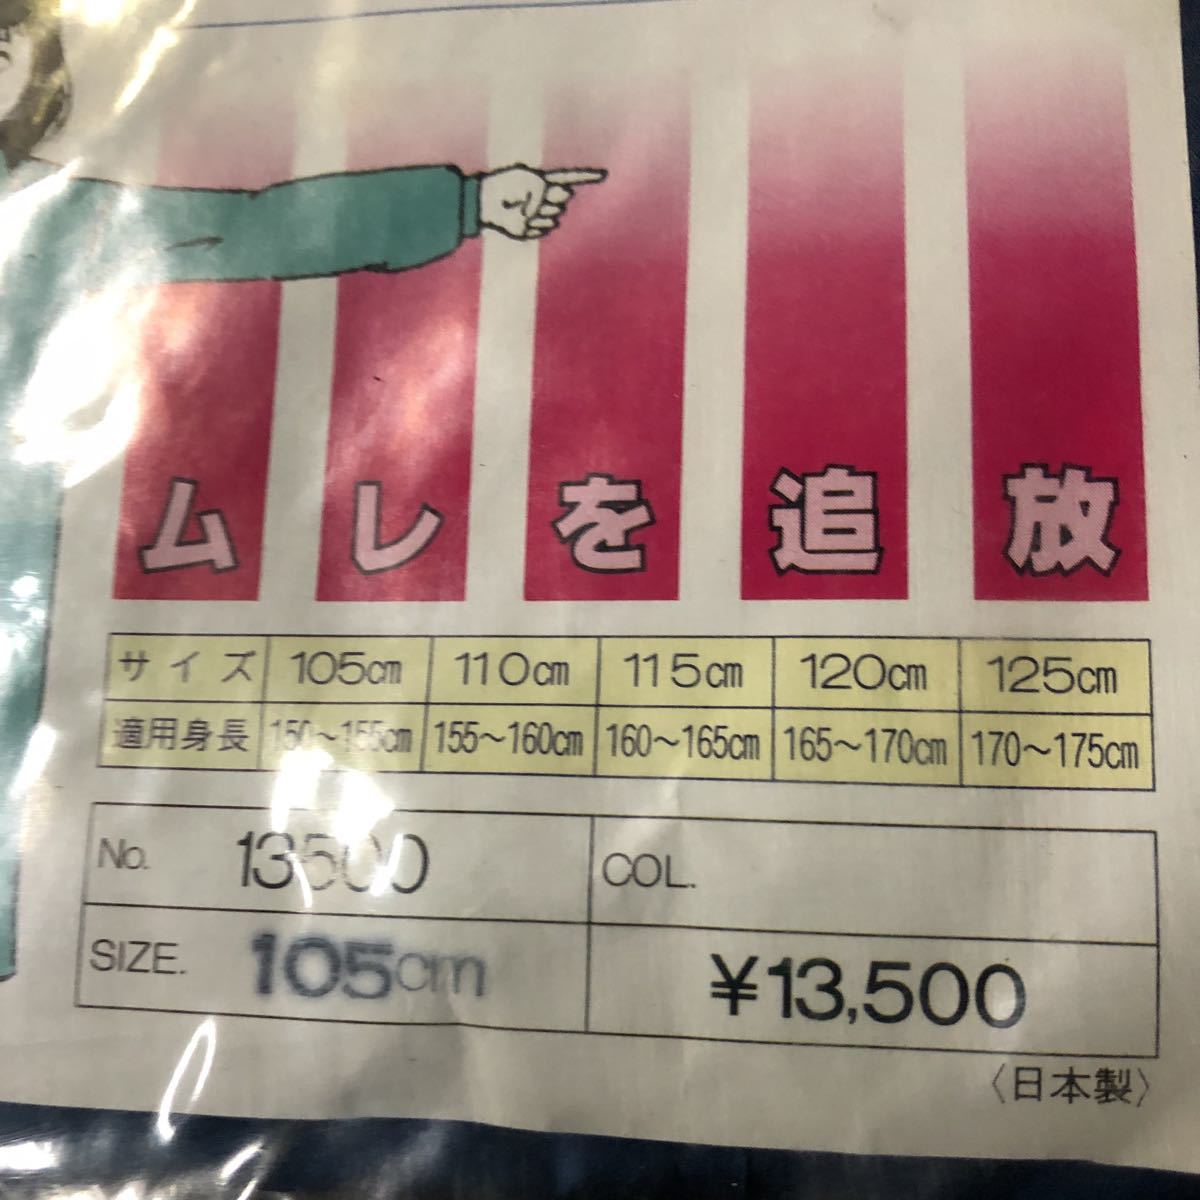 ムレを追放
サイズ 105cm 110cm 115cm 120cm 125cm
適用身長 150〜155cm 155〜160cm 160〜165cm 165〜170cm 170〜175cm
No. 13500 COL.
SIZE. 105cm ¥13,500
〈日本製〉